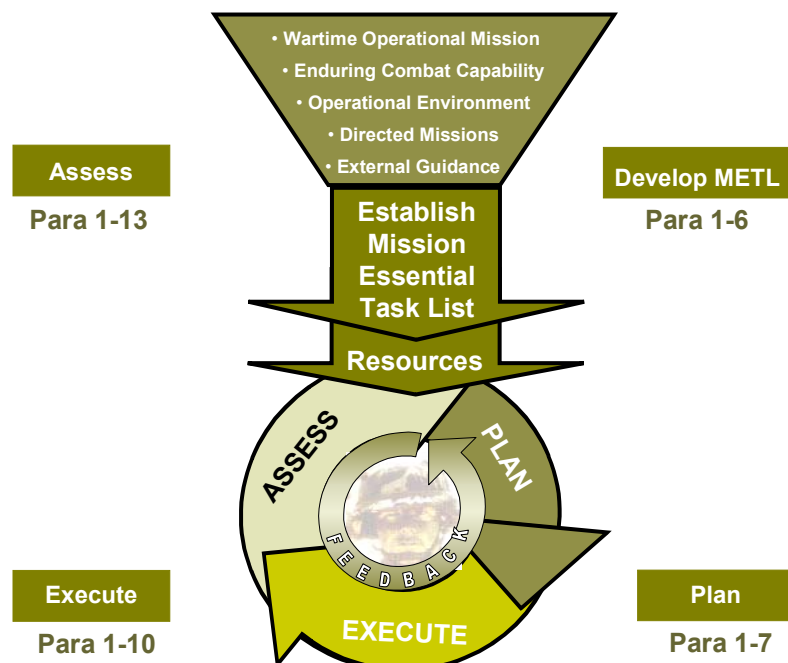 • Wartime Operational Mission
• Enduring Combat Capability
• Operational Environment
• Directed Missions
• External Guidance
Assess
Para 1-13
Develop METL
Para 1-6
Establish
Mission
Essential
Task List
Resources
ASSESS
PLAN
FEEDBACK
EXECUTE
Execute
Para 1-10
Plan
Para 1-7